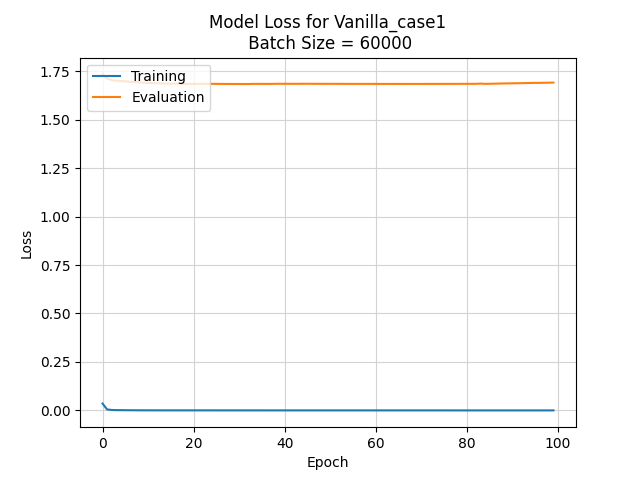 Model Loss for Vanilla_case1
Batch Size = 60000
Training
Evaluation
1.75
1.50
1.25
1.00
0.75
0.50
0.25
0.00
Loss
0 20 40 60 80 100
Epoch